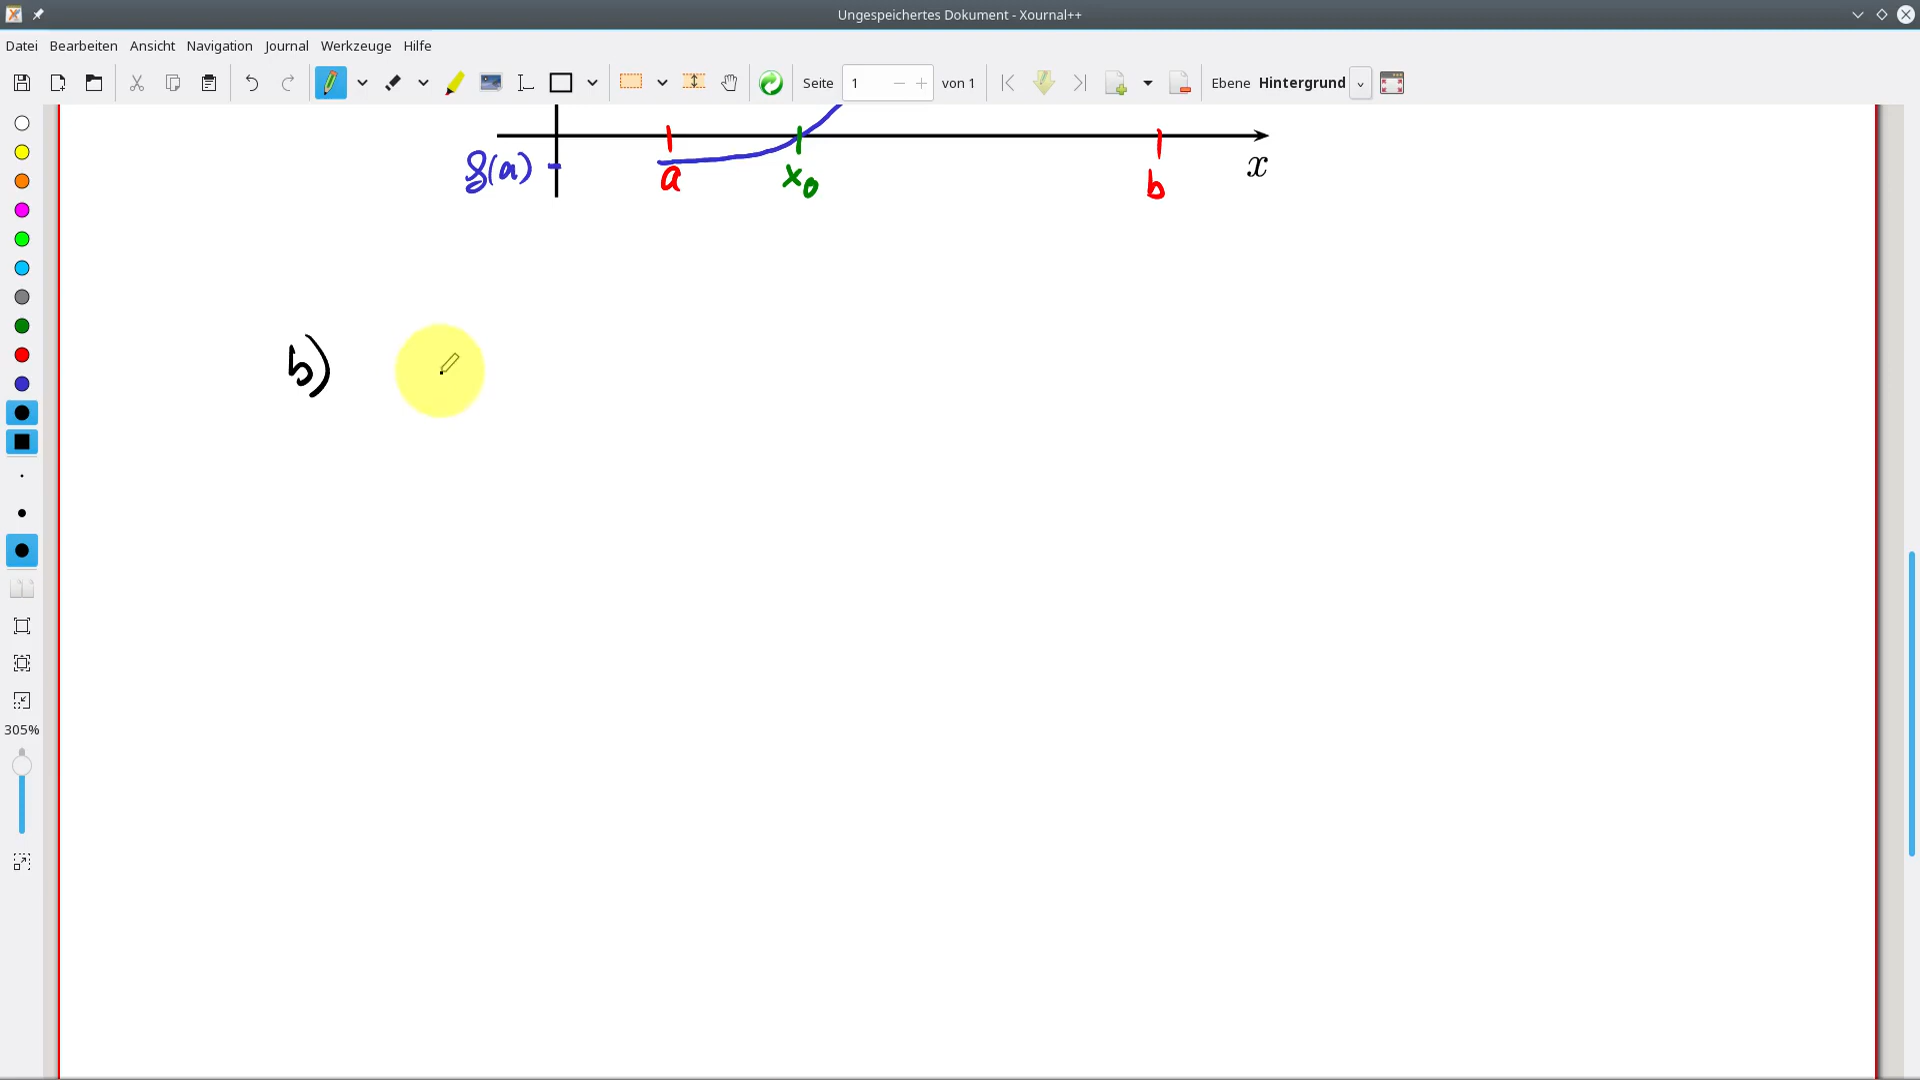 Ungespeichertes Dokument - Xournal++
Datei Bearbeiten Ansicht Navigation Journal Werkzeuge Hilfe
Seite 1 von 1 Ebene Hintergrund
f(a) a x₀ b x
b)
305%